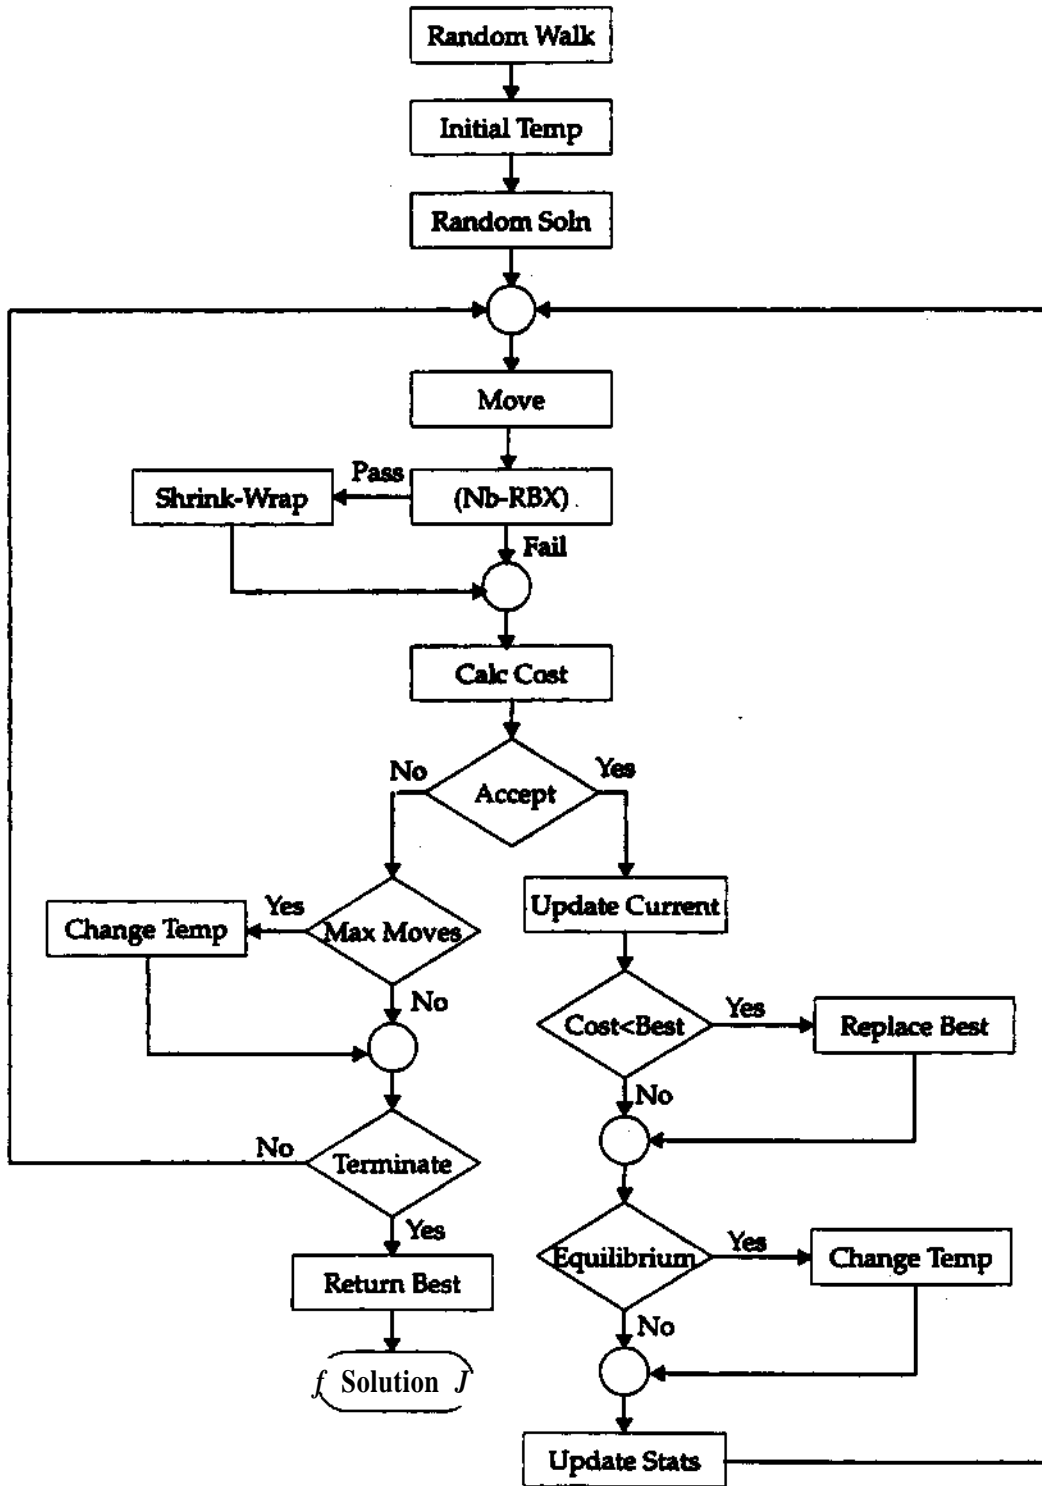 Random Walk
Initial Temp
Random Soln
Move
Pass
Shrink-Wrap
(Nb-RBX)
Fail
Calc Cost
No
Yes
Accept
Yes
Change Temp
Max Moves
Update Current
No
Cost<Best
Yes
Replace Best
No
No
Terminate
Yes
Equilibrium
Yes
Change Temp
Return Best
No
f Solution J
Update Stats